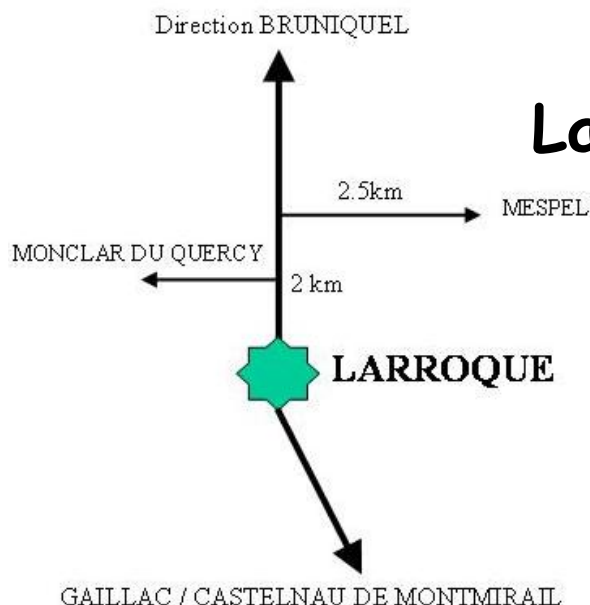 Direction BRUNIQUEL
2.5km
MESPEL
MONCLAR DU QUERCY
2 km
LARROQUE
GAILLAC / CASTELNAU DE MONTMIRAIL